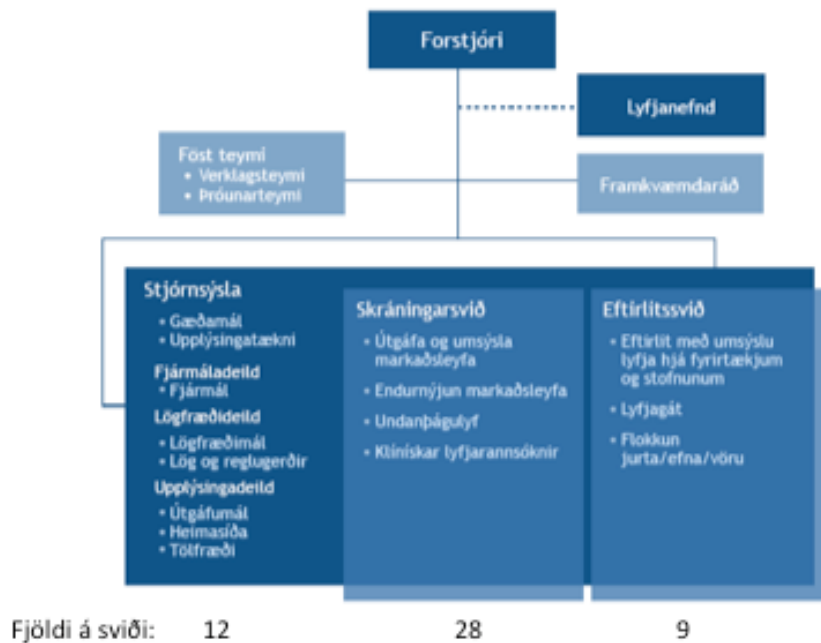 Forstjóri
Lyfjanefnd
Föst teymi
• Verklagsteymi
• Þróunarteymi
Framkvæmdaráð
Stjórnsýsla
• Gæðamál
• Upplýsingatækni
Fjármáladeild
• Fjármál
Lögfræðideild
• Lögfræðimál
• Lög og reglugerðir
Upplýsingadeild
• Útgáfumál
• Heimasíða
• Tölfræði
Skráningarsvið
• Útgáfa og umsýsla
markaðsleyfa
• Endurnýjun markaðsleyfa
• Undanþágulyf
• Klínískar lyfjarannsóknir
Eftirlitssvið
• Eftirlit með umsýslu
lyfja hjá fyrirtækjum
og stofnunum
• Lyfjagát
• Flokkun
jurta/efna/vöru
Fjöldi á sviði: 12 28 9